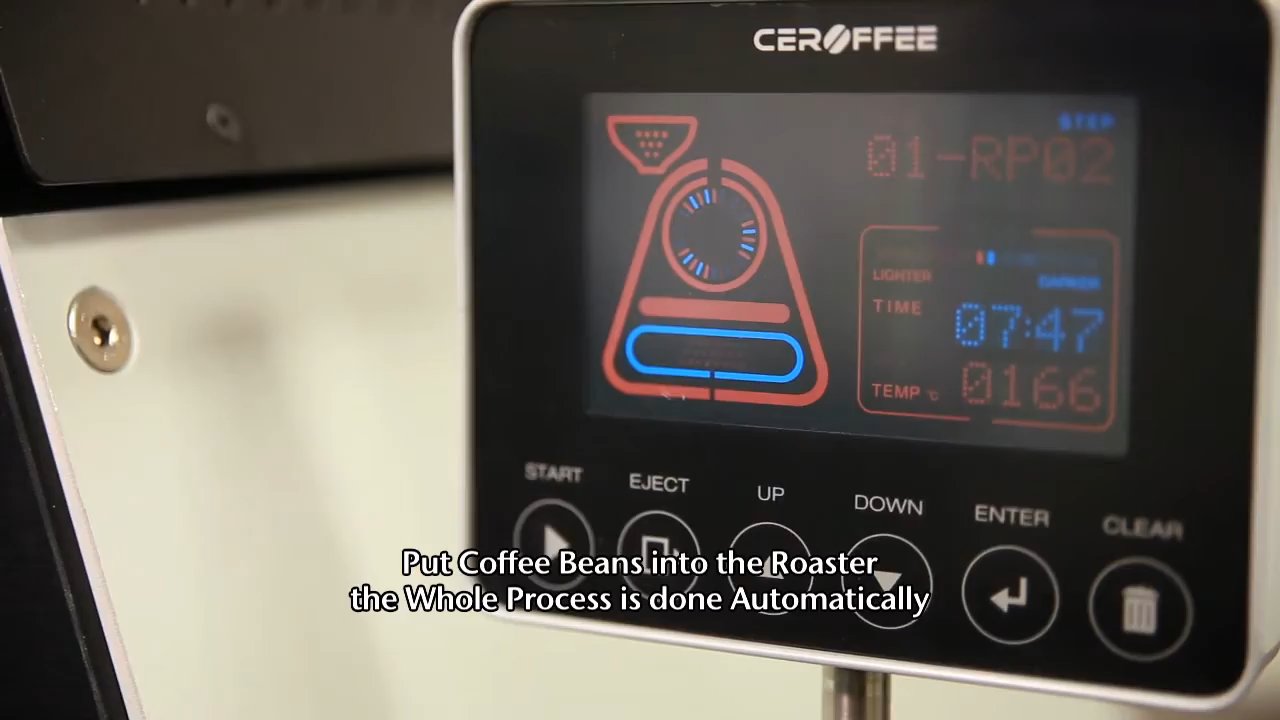 CEROFFEE
STEP
01-RP02
LIGHTER
DARKER
TIME 07:47
TEMP °C 0166
START EJECT UP DOWN ENTER CLEAR
Put Coffee Beans into the Roaster
the Whole Process is done Automatically